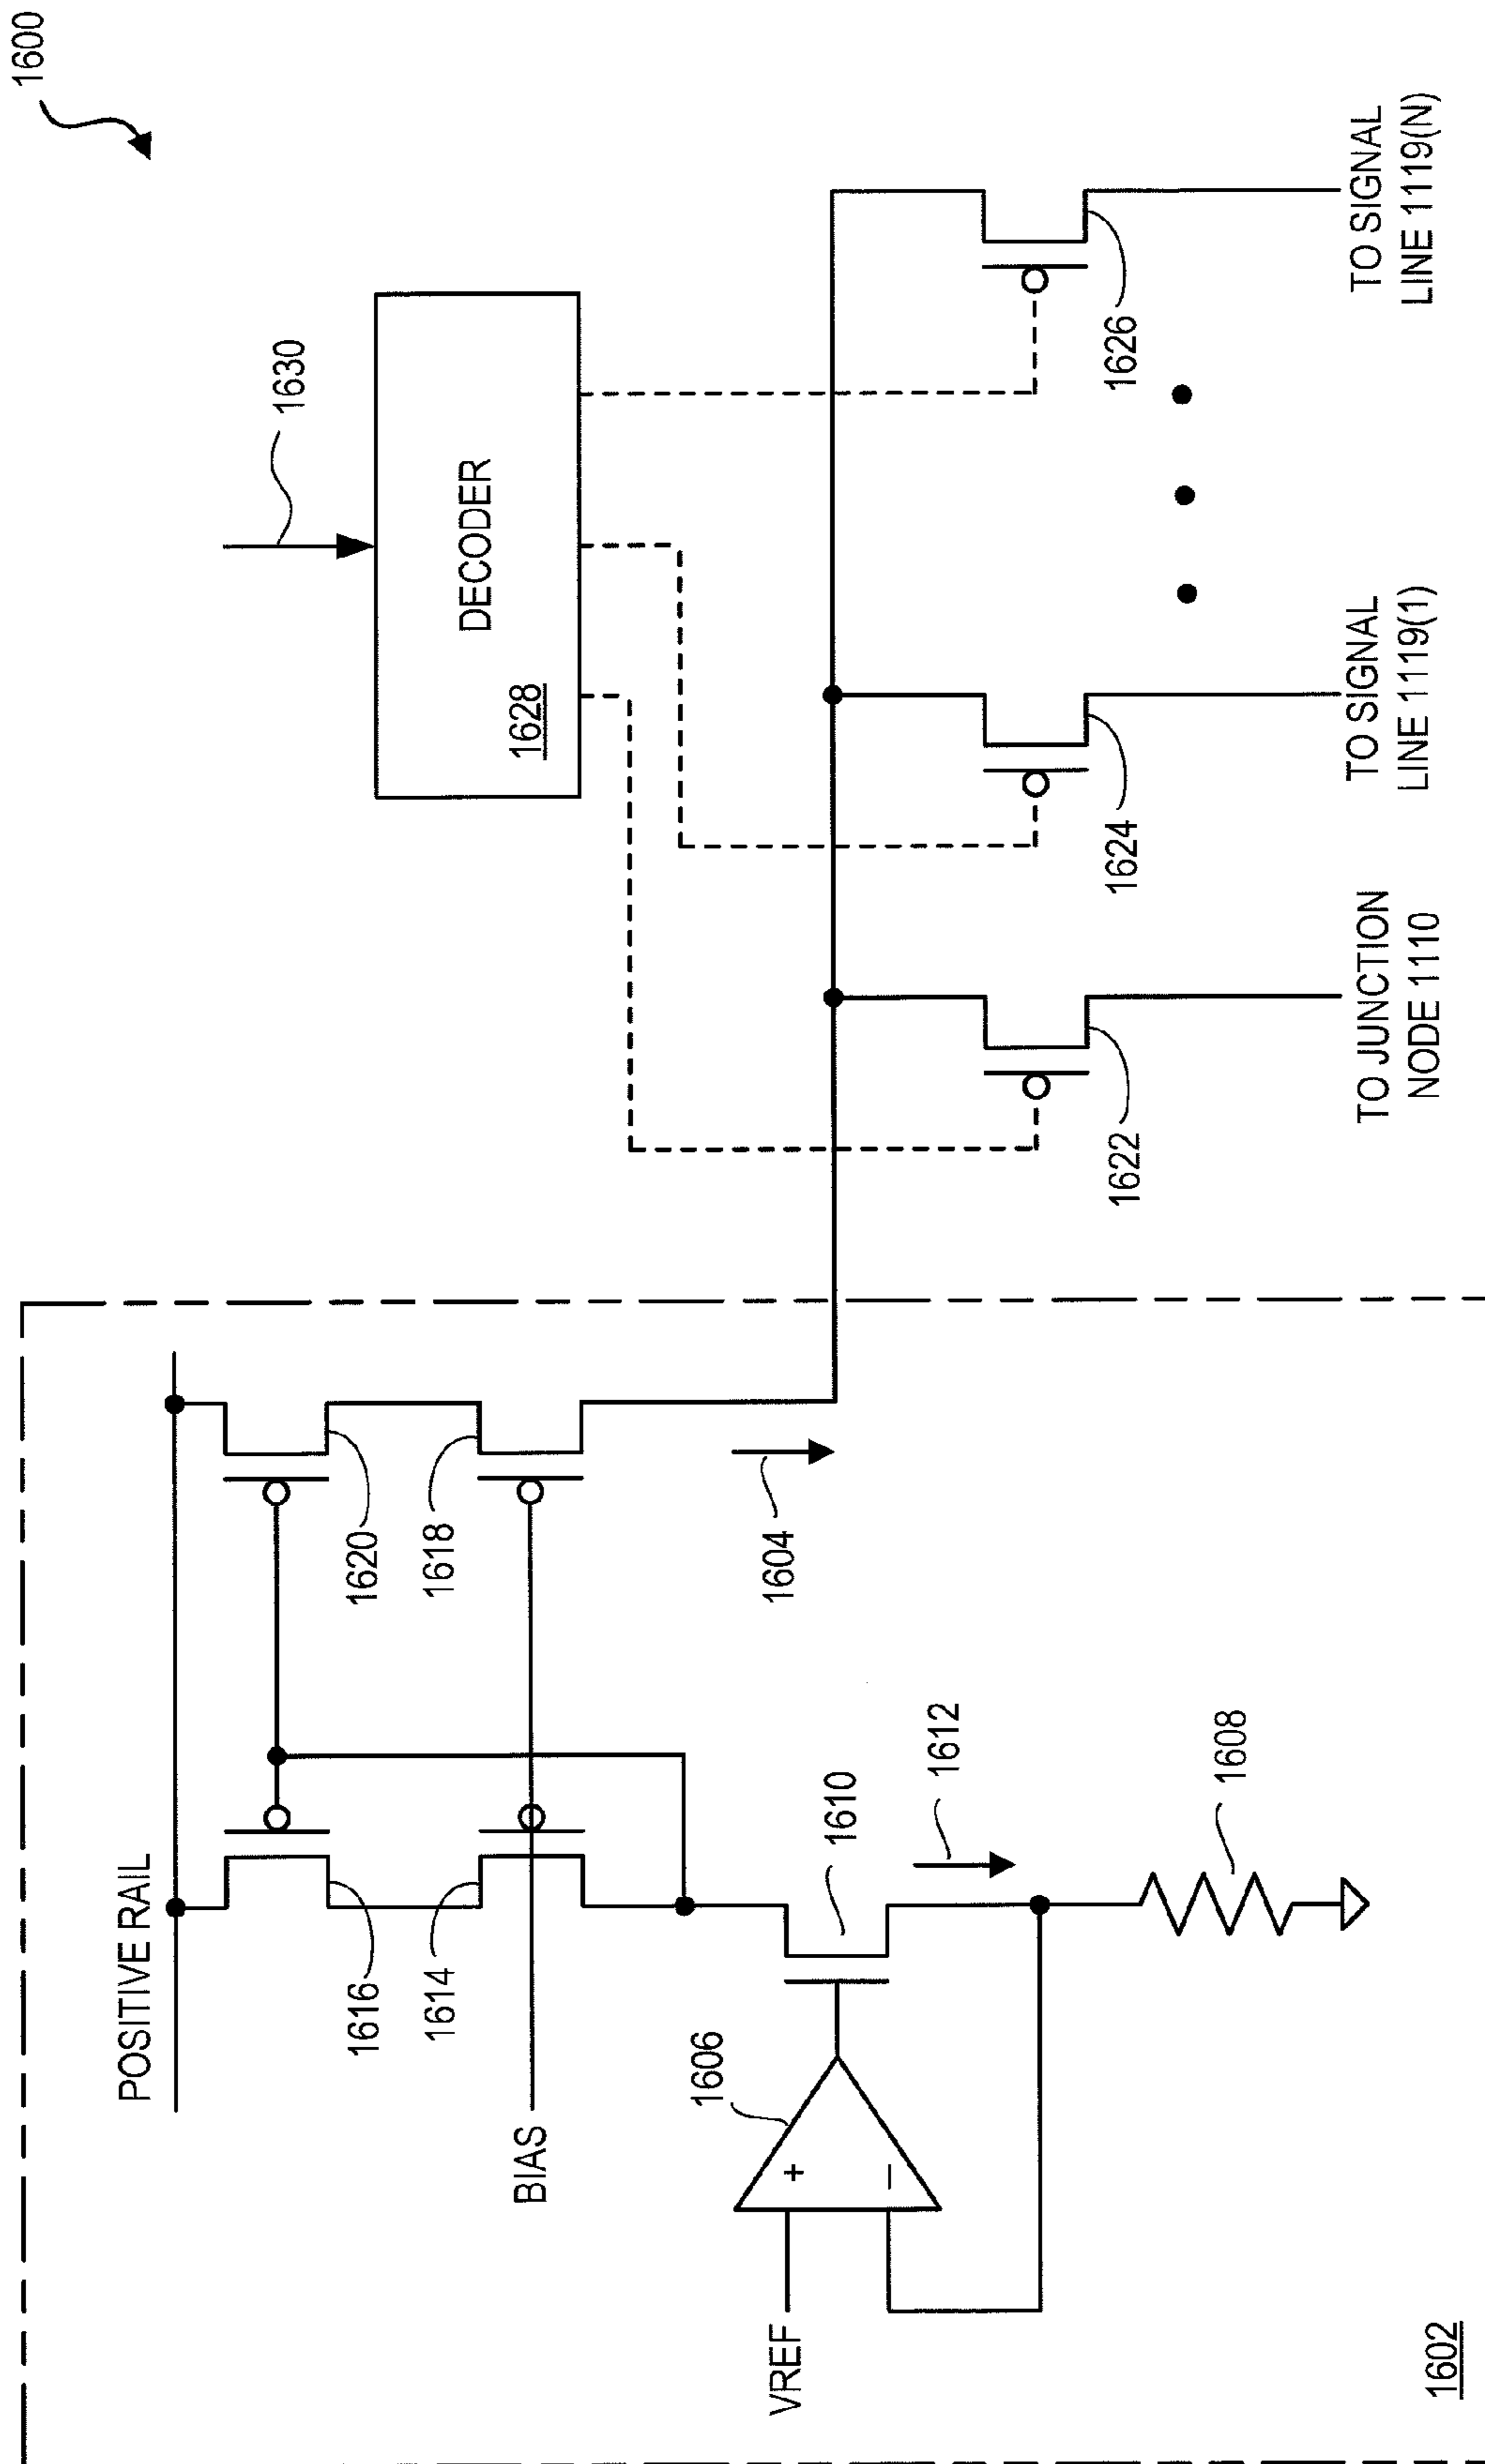 1600
POSITIVE RAIL
1616
1614
BIAS
1620
1618
1604
1606
+
–
VREF
1610
1612
1608
1602
1630
DECODER
1628
1622
TO JUNCTION
NODE 1110
1624
TO SIGNAL
LINE 1119(1)
1626
TO SIGNAL
LINE 1119(N)